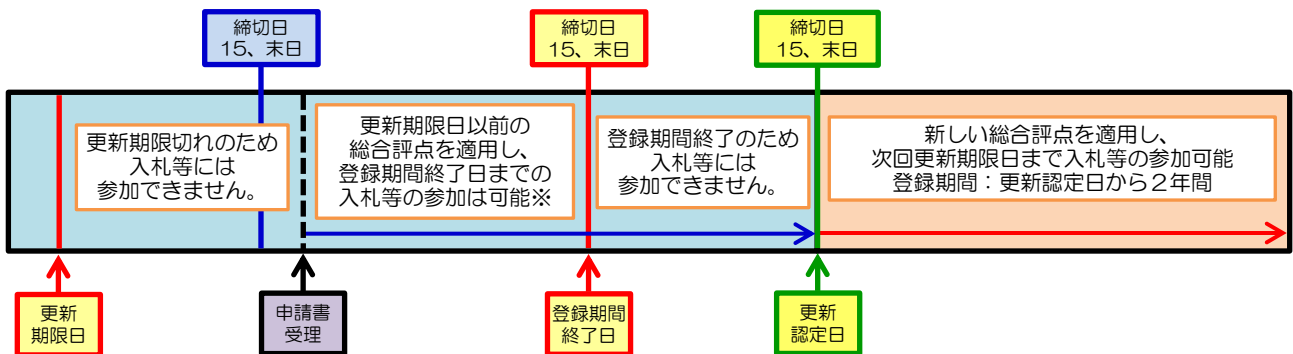 締切日
15、末日
締切日
15、末日
締切日
15、末日
更新期限切れのため
入札等には
参加できません。
更新期限日以前の
総合評点を適用し、
登録期間終了日までの
入札等の参加は可能※
登録期間終了のため
入札等には
参加できません。
新しい総合評点を適用し、
次回更新期限日まで入札等の参加可能
登録期間：更新認定日から２年間
更新
期限日
申請書
受理
登録期間
終了日
更新
認定日